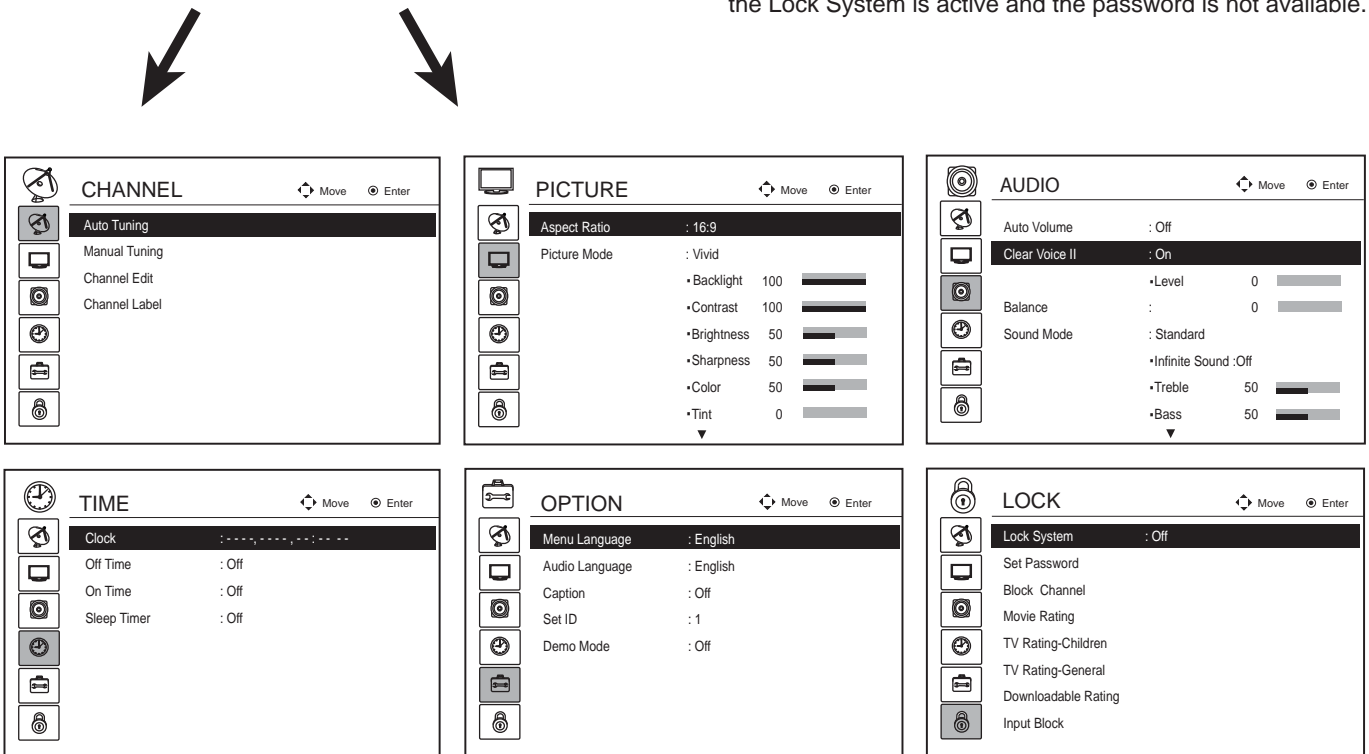 the Lock System is active and the password is not available.
CHANNEL Move Enter
Auto Tuning
Manual Tuning
Channel Edit
Channel Label
PICTURE Move Enter
Aspect Ratio : 16:9
Picture Mode : Vivid
▪Backlight 100
▪Contrast 100
▪Brightness 50
▪Sharpness 50
▪Color 50
▪Tint 0
▼
AUDIO Move Enter
Auto Volume : Off
Clear Voice II : On
▪Level 0
Balance : 0
Sound Mode : Standard
▪Infinite Sound :Off
▪Treble 50
▪Bass 50
▼
TIME Move Enter
Clock :- - - -, - - - - , - - : - - - -
Off Time : Off
On Time : Off
Sleep Timer : Off
OPTION Move Enter
Menu Language : English
Audio Language : English
Caption : Off
Set ID : 1
Demo Mode : Off
LOCK Move Enter
Lock System : Off
Set Password
Block Channel
Movie Rating
TV Rating-Children
TV Rating-General
Downloadable Rating
Input Block